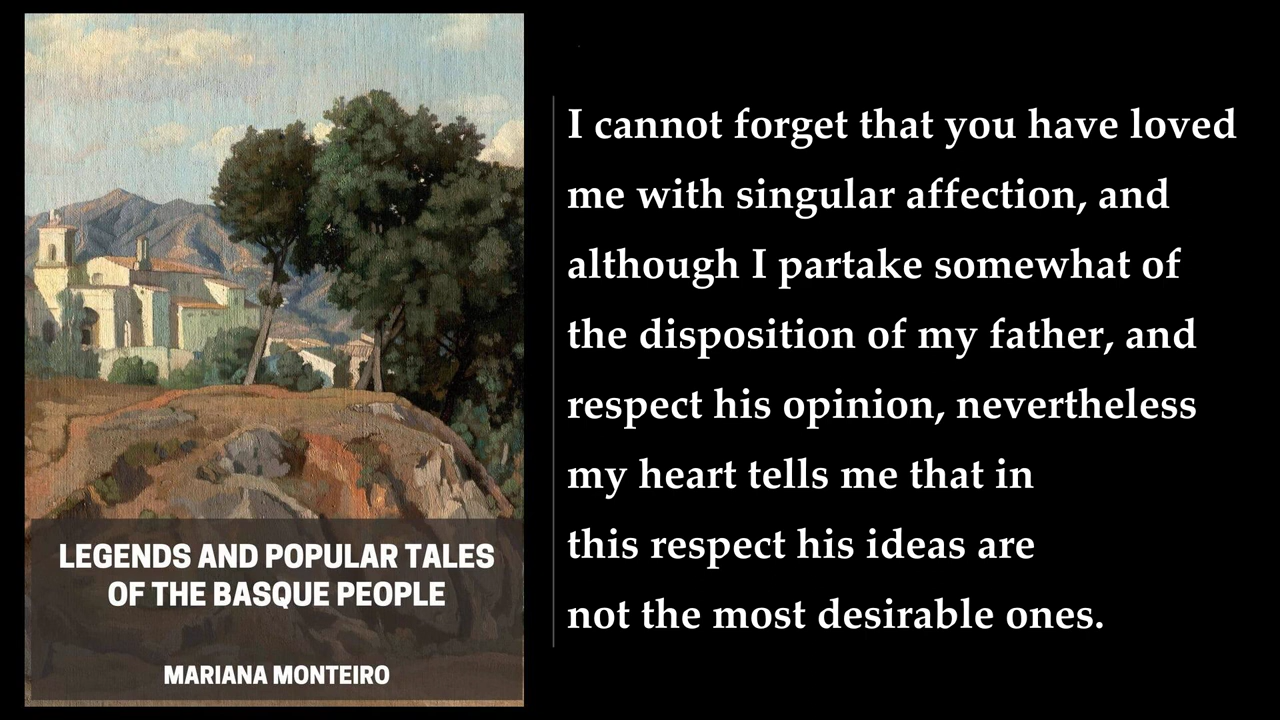 LEGENDS AND POPULAR TALES
OF THE BASQUE PEOPLE
MARIANA MONTEIRO
I cannot forget that you have loved
me with singular affection, and
although I partake somewhat of
the disposition of my father, and
respect his opinion, nevertheless
my heart tells me that in
this respect his ideas are
not the most desirable ones.